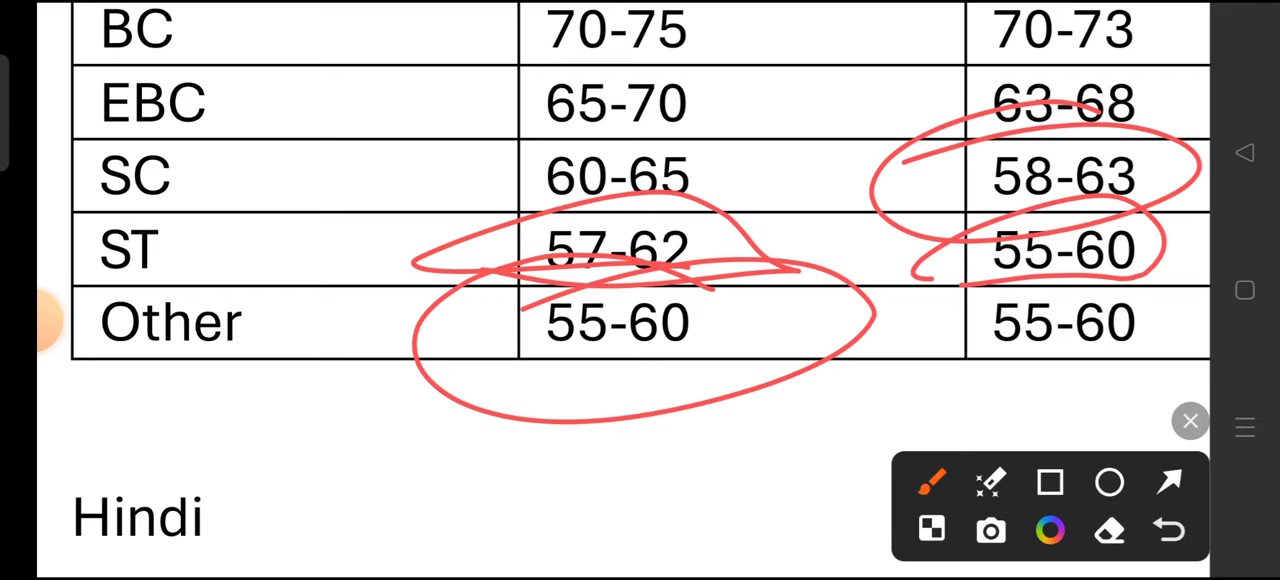 BC 70-75 70-73
EBC 65-70 63-68
SC 60-65 58-63
ST 57-62 55-60
Other 55-60 55-60
Hindi